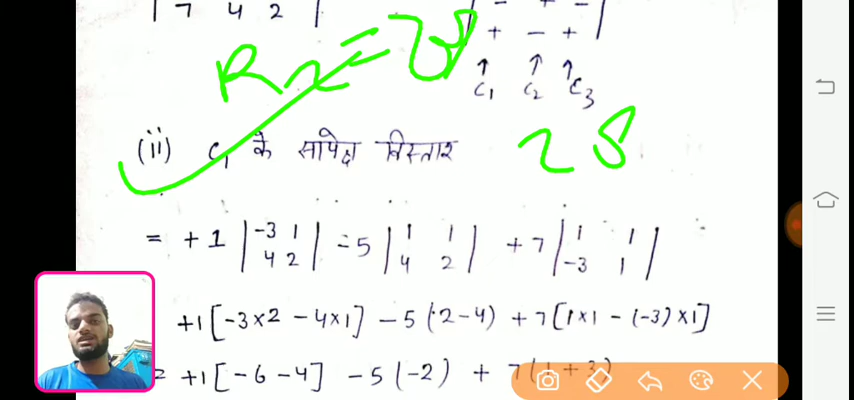 | 7 4 2 |
+ − +
R₂ = 28
↑ ↑ ↑
C₁ C₂ C₃
(ii) C₁ के सापेक्ष विस्तार
28
= +1 |-3 1| = 5 |1 1| + 7 |1 1|
|4 2| |4 2| |-3 1|
+1 [-3×2 - 4×1] - 5 (2-4) + 7 [1×1 - (-3)×1]
= +1 [-6-4] - 5 (-2) + 7 (1+3)